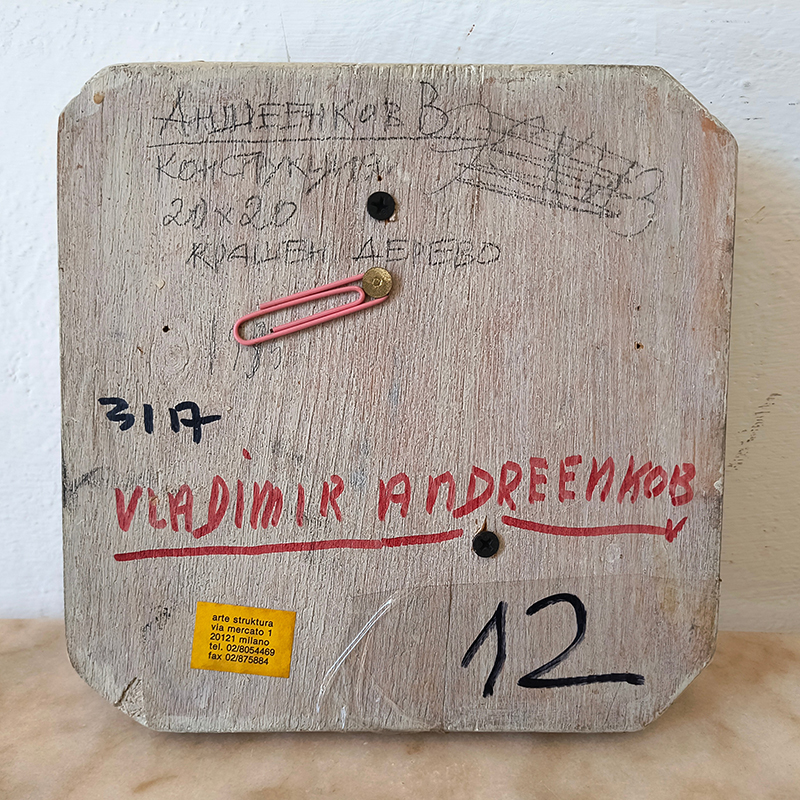 Андреенков В
конструкция
20 x 20
крашен дерево
3117
VLADIMIR ANDREENKOB
V
12
arte struktura
via mercato 1
20121 milano
tel. 02/8054469
fax 02/875884